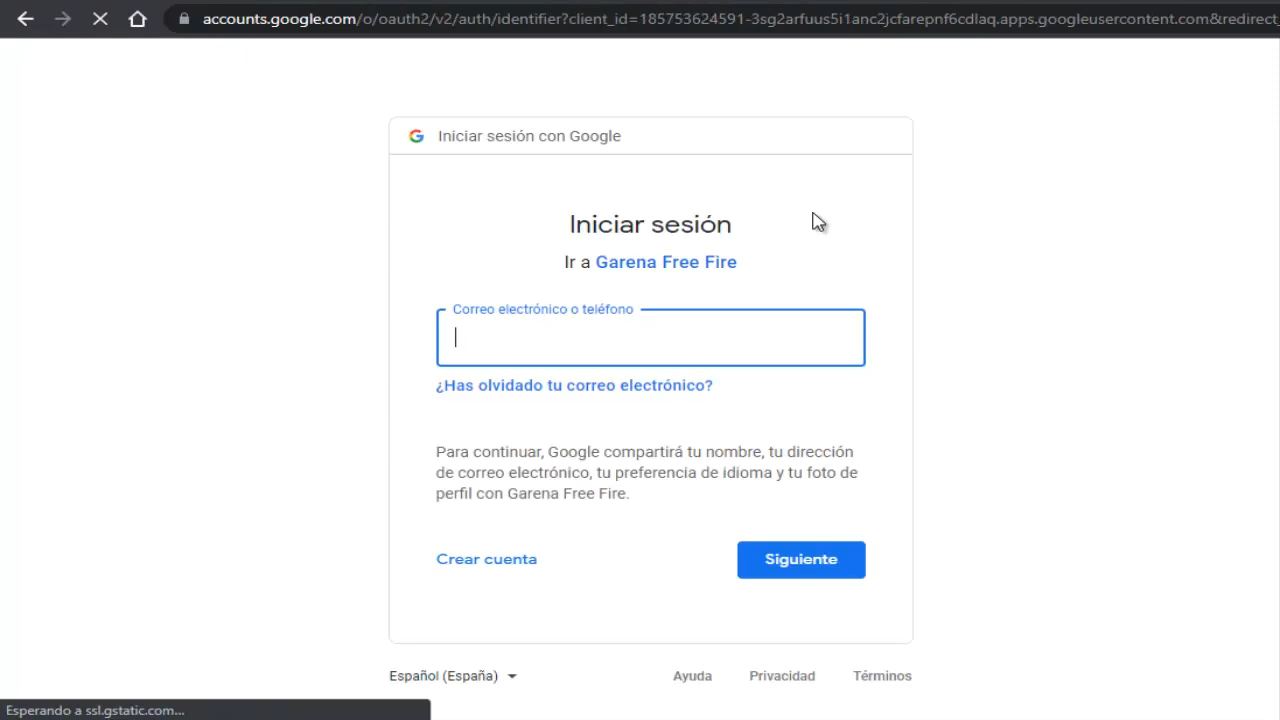 accounts.google.com/o/oauth2/v2/auth/identifier?client_id=185753624591-3sg2arfuus5i1anc2jcfarepnf6cdlaq.apps.googleusercontent.com&redirect_
Iniciar sesión con Google
Iniciar sesión
Ir a Garena Free Fire
Correo electrónico o teléfono
¿Has olvidado tu correo electrónico?
Para continuar, Google compartirá tu nombre, tu dirección
de correo electrónico, tu preferencia de idioma y tu foto de
perfil con Garena Free Fire.
Crear cuenta Siguiente
Español (España) Ayuda Privacidad Términos
Esperando a ssl.gstatic.com...